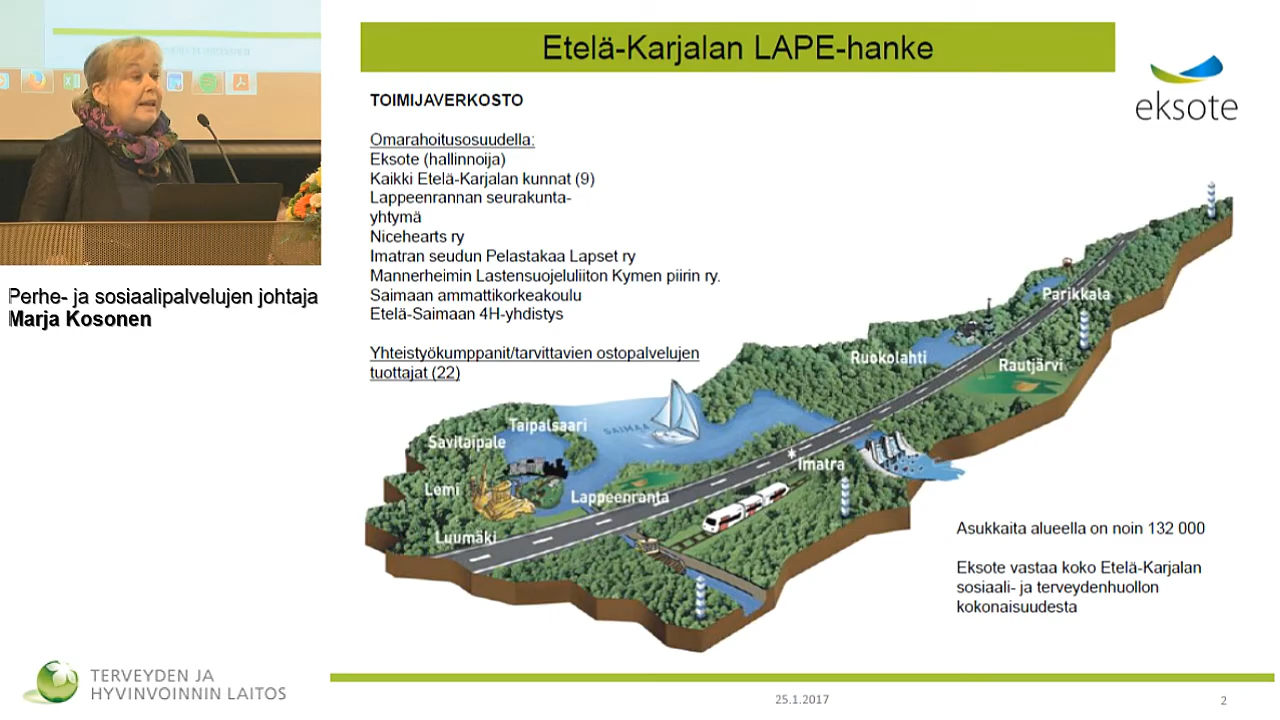 Etelä-Karjalan LAPE-hanke
eksote
TOIMIJAVERKOSTO
Omarahoitusosuudella:
Eksote (hallinnoija)
Kaikki Etelä-Karjalan kunnat (9)
Lappeenrannan seurakunta-
yhtymä
Nicehearts ry
Imatran seudun Pelastakaa Lapset ry
Mannerheimin Lastensuojeluliiton Kymen piirin ry.
Saimaan ammattikorkeakoulu
Etelä-Saimaan 4H-yhdistys
Yhteistyökumppanit/tarvittavien ostopalvelujen
tuottajat (22)
Perhe- ja sosiaalipalvelujen johtaja
Marja Kosonen
Parikkala
Ruokolahti
Rautjärvi
Taipalsaari
SAIMAA
Savitaipale
Imatra
Lemi
Lappeenranta
Luumäki
Asukkaita alueella on noin 132 000
Eksote vastaa koko Etelä-Karjalan
sosiaali- ja terveydenhuollon
kokonaisuudesta
TERVEYDEN JA
HYVINVOINNIN LAITOS
25.1.2017
2